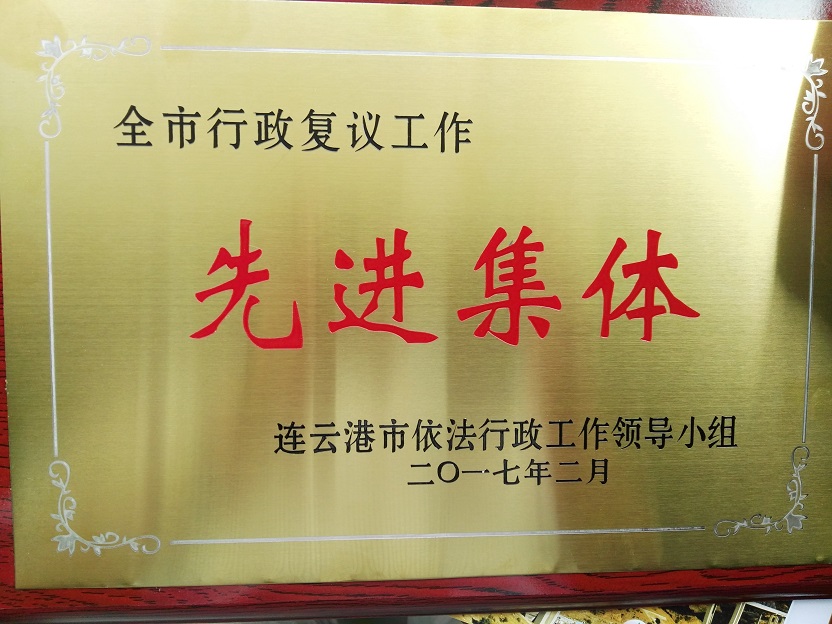 全市行政复议工作
先进集体
连云港市依法行政工作领导小组
二〇一七年二月